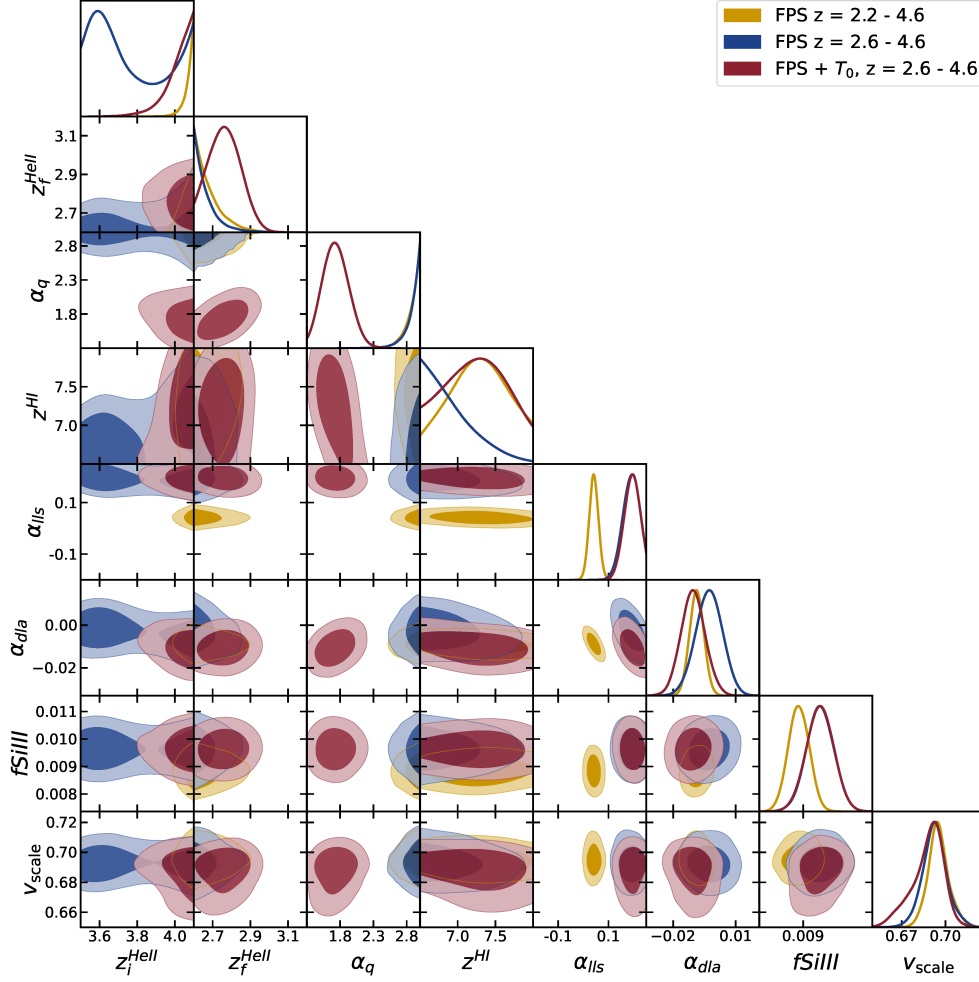 FPS z = 2.2 - 4.6
FPS z = 2.6 - 4.6
FPS + T₀, z = 2.6 - 4.6
3.1
2.9
2.7
z_f^HeII
2.8
2.3
1.8
α_q
7.5
7.0
z^HI
0.1
-0.1
α_lls
0.00
−0.02
α_dla
0.011
0.010
0.009
0.008
fSiIII
0.72
0.70
0.68
0.66
v_scale
3.6 4.0 2.7 2.9 3.1 1.8 2.3 2.8 7.0 7.5 -0.1 0.1 −0.02 0.01 0.009 0.67 0.70
z_i^HeII z_f^HeII α_q z^HI α_lls α_dla fSiIII v_scale